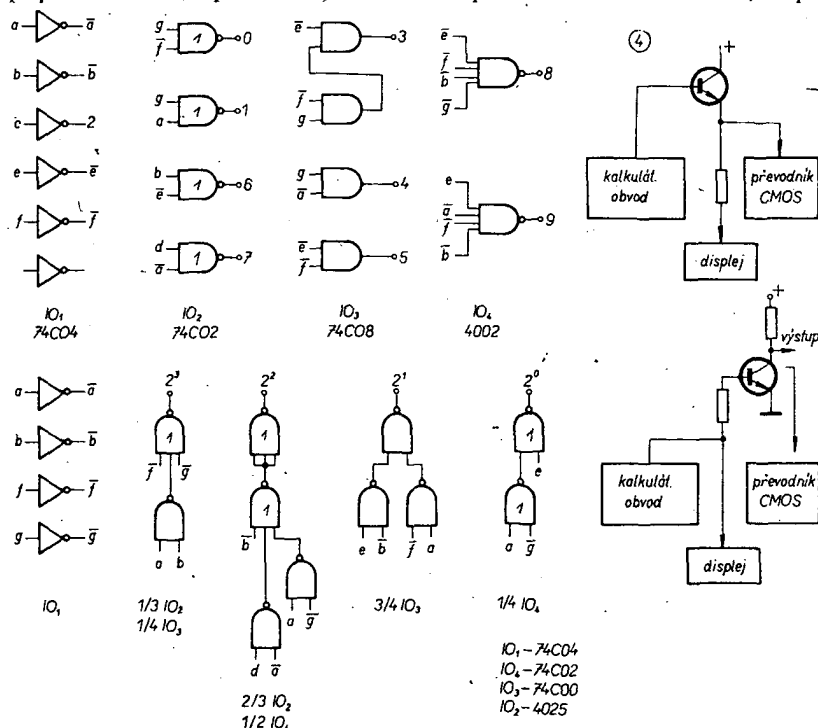 a ā g f̄ 1 0 ē 3 ē f̄ b̄ ḡ 8 4 +
b b̄ g a 1 1 f̄ g
c 2 b ē 1 6 g ā 4 e ā f̄ b̄ 9 kalkulát. obvod převodník CMOS
e ē d ā 1 7 ē f̄ 5 displej
f f̄
IO₁ IO₂ IO₃ IO₄
74C04 74C02 74C08 4002
+
výstup
2³ 2² 2¹ 2⁰
a ā 1 1 1
b b̄ f̄ ḡ 1 e
f f̄ b̄ 1 kalkulát. obvod převodník CMOS
g ḡ a b a ḡ e b̄ f̄ a a ḡ displej
d ā
IO₁ 1/3 IO₂ 3/4 IO₃ 1/4 IO₄
1/4 IO₃
2/3 IO₂
IO₁ – 74C04
IO₄ – 74C02
IO₃ – 74C00
IO₂ – 4025